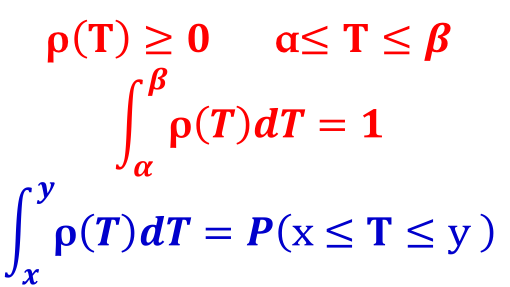 ρ(T) ≥ 0 α≤ T ≤ β
∫_α^β ρ(T)dT = 1
∫_x^y ρ(T)dT = P(x ≤ T ≤ y )